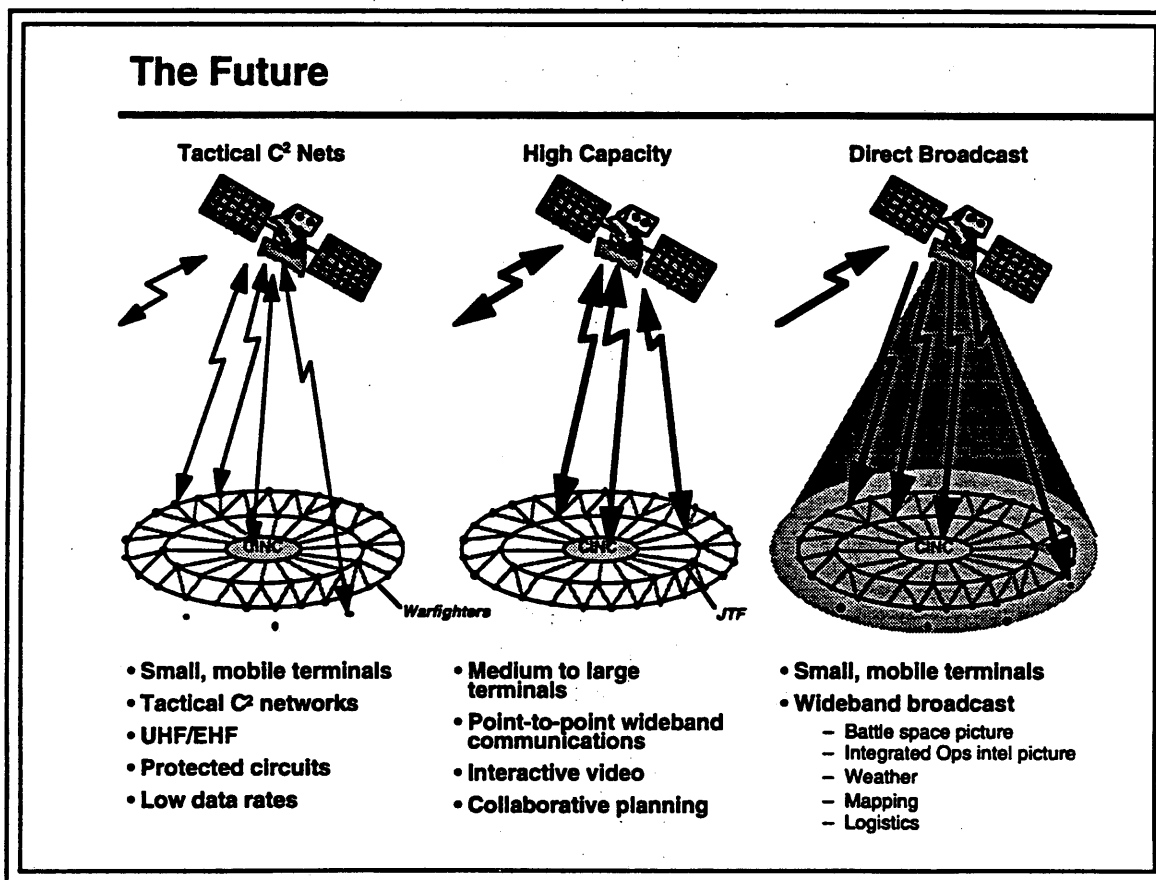 The Future
Tactical C² Nets
CINC
Warfighters
• Small, mobile terminals
• Tactical C² networks
• UHF/EHF
• Protected circuits
• Low data rates
High Capacity
CINC
JTF
• Medium to large
terminals
• Point-to-point wideband
communications
• Interactive video
• Collaborative planning
Direct Broadcast
CINC
• Small, mobile terminals
• Wideband broadcast
– Battle space picture
– Integrated Ops intel picture
– Weather
– Mapping
– Logistics